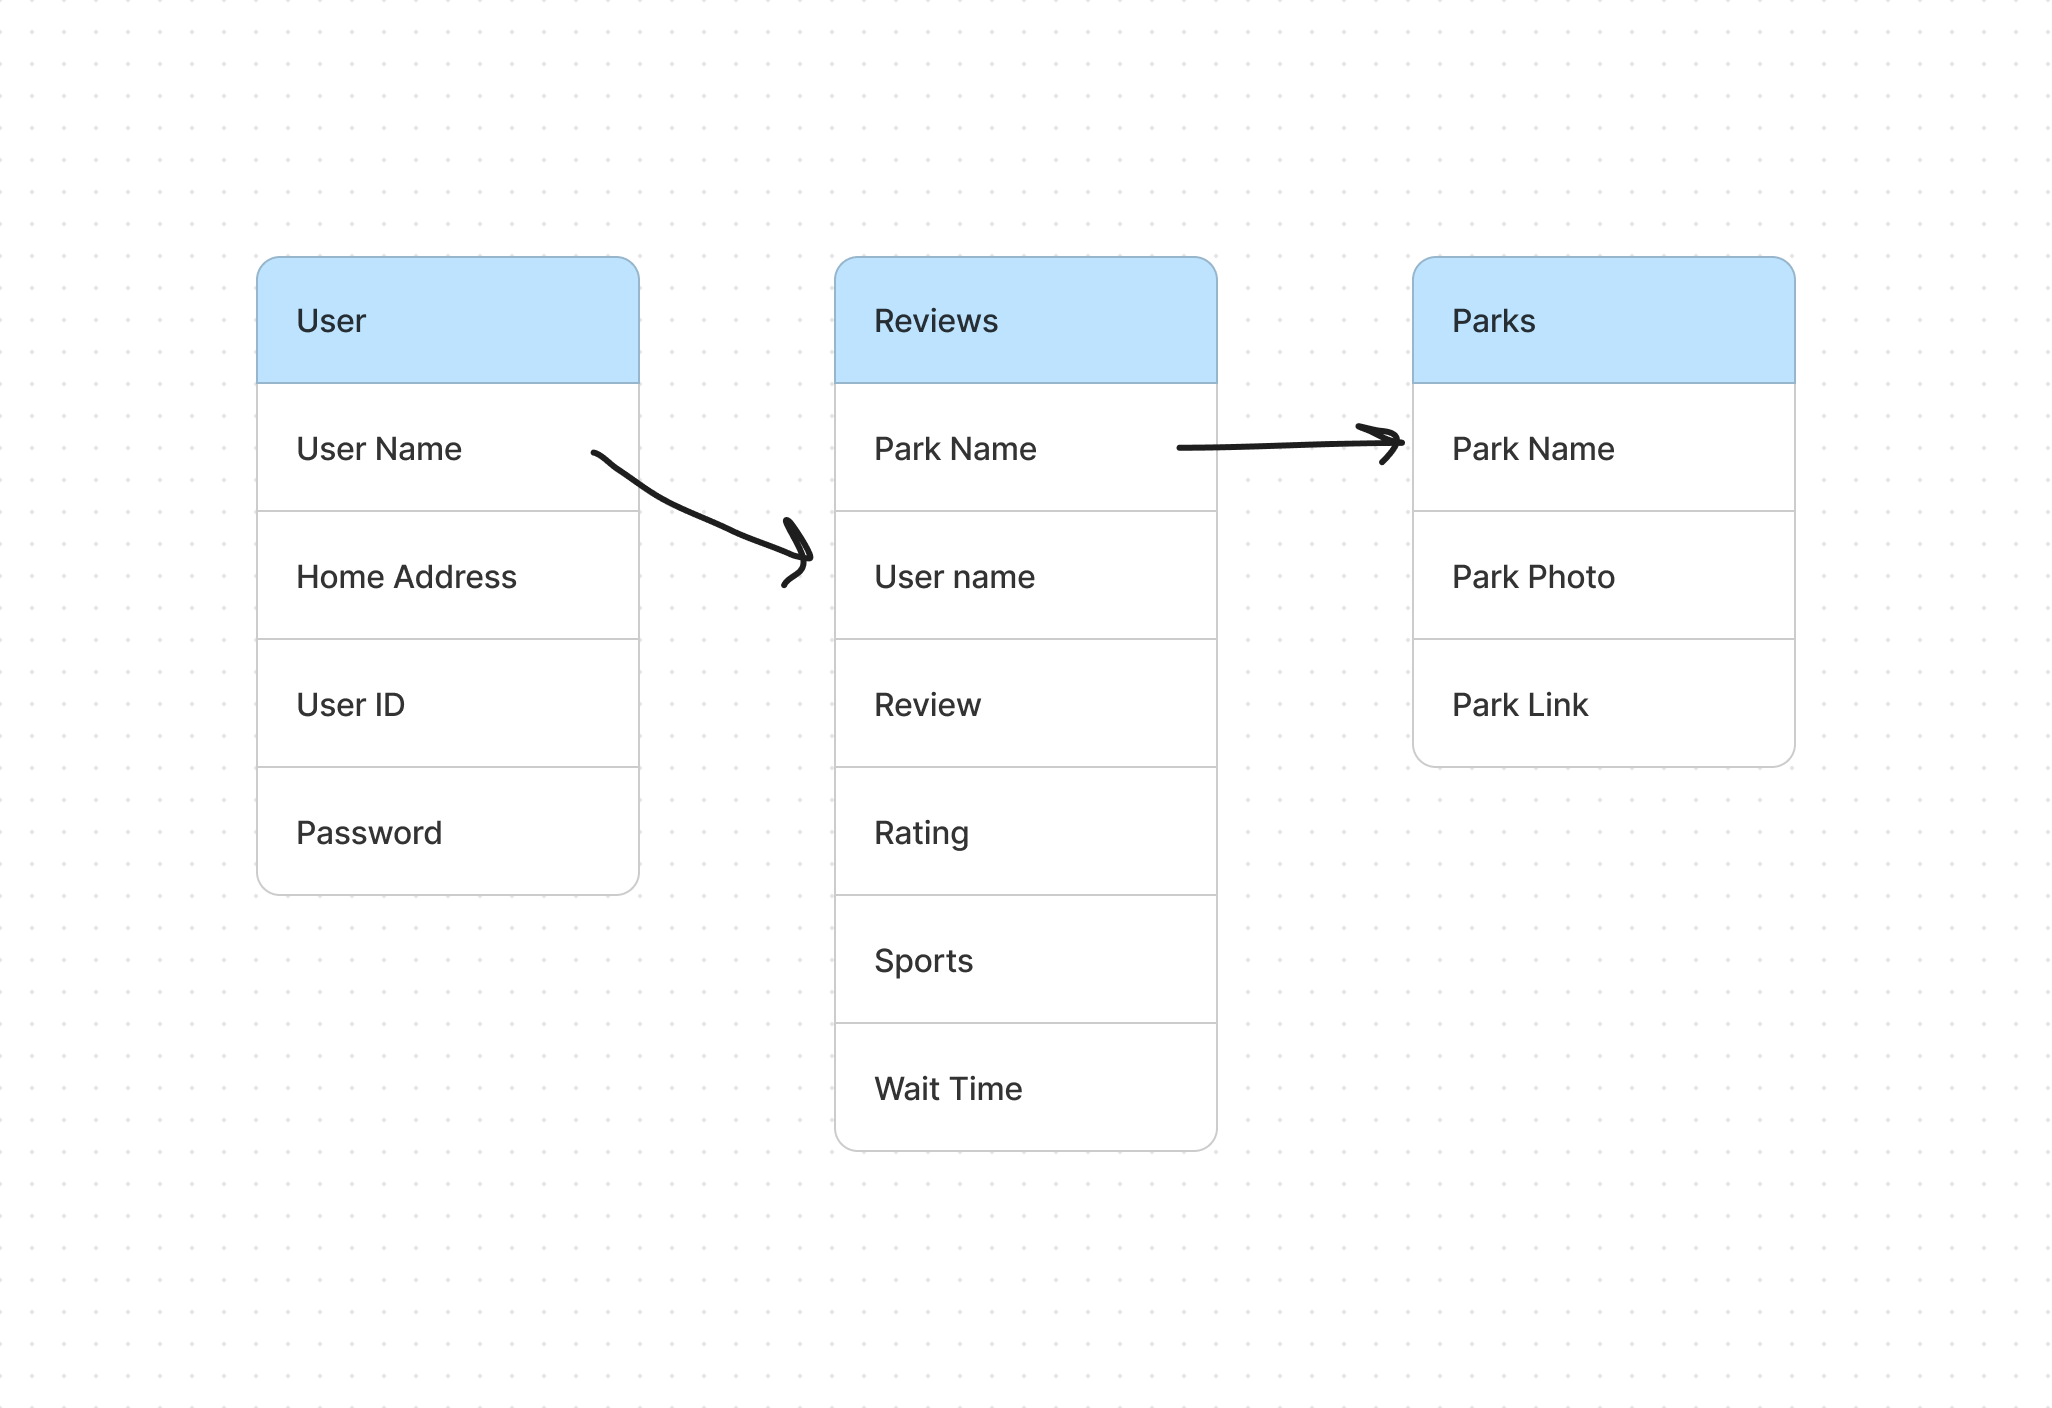 User
User Name
Home Address
User ID
Password
Reviews
Park Name
User name
Review
Rating
Sports
Wait Time
Parks
Park Name
Park Photo
Park Link